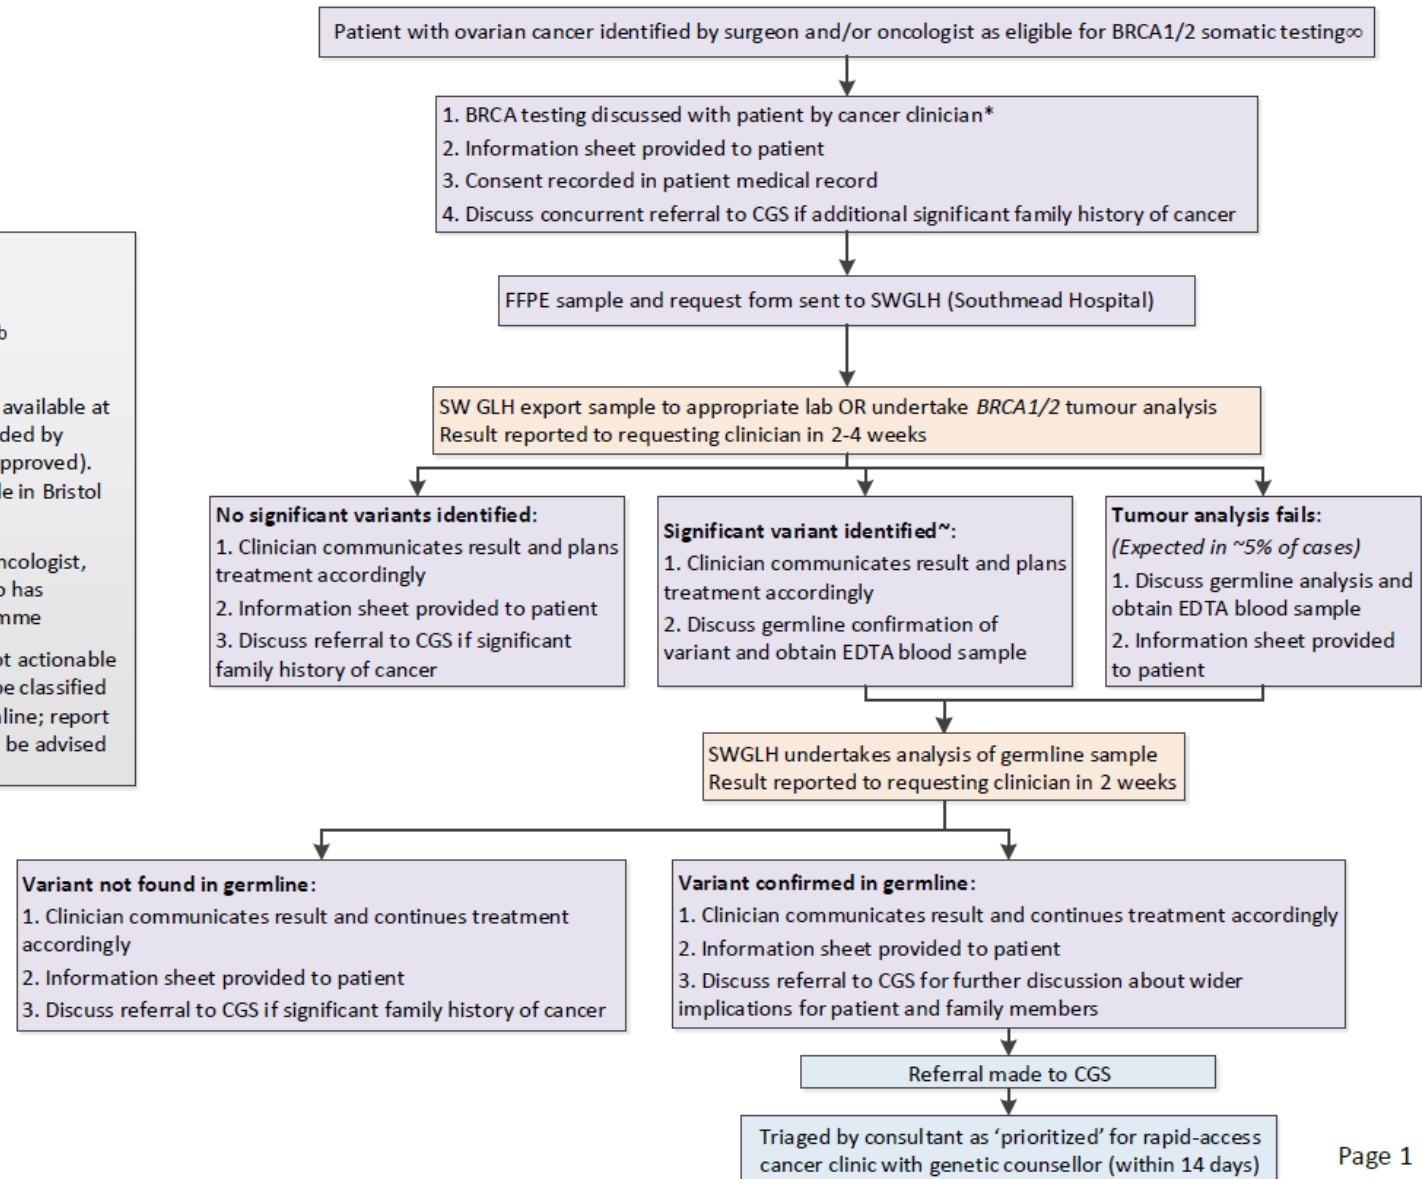 Patient with ovarian cancer identified by surgeon and/or oncologist as eligible for BRCA1/2 somatic testing∞
1. BRCA testing discussed with patient by cancer clinician*
2. Information sheet provided to patient
3. Consent recorded in patient medical record
4. Discuss concurrent referral to CGS if additional significant family history of cancer
FFPE sample and request form sent to SWGLH (Southmead Hospital)
available at
by
in Bristol
has
actionable
classified
report
be advised
SW GLH export sample to appropriate lab OR undertake BRCA1/2 tumour analysis
Result reported to requesting clinician in 2-4 weeks
No significant variants identified:
1. Clinician communicates result and plans
treatment accordingly
2. Information sheet provided to patient
3. Discuss referral to CGS if significant
family history of cancer
Significant variant identified~:
1. Clinician communicates result and plans
treatment accordingly
2. Discuss germline confirmation of
variant and obtain EDTA blood sample
Tumour analysis fails:
(Expected in ~5% of cases)
1. Discuss germline analysis and
obtain EDTA blood sample
2. Information sheet provided
to patient
SWGLH undertakes analysis of germline sample
Result reported to requesting clinician in 2 weeks
Variant not found in germline:
1. Clinician communicates result and continues treatment
accordingly
2. Information sheet provided to patient
3. Discuss referral to CGS if significant family history of cancer
Variant confirmed in germline:
1. Clinician communicates result and continues treatment accordingly
2. Information sheet provided to patient
3. Discuss referral to CGS for further discussion about wider
implications for patient and family members
Referral made to CGS
Triaged by consultant as 'prioritized' for rapid-access
cancer clinic with genetic counsellor (within 14 days)
Page 1